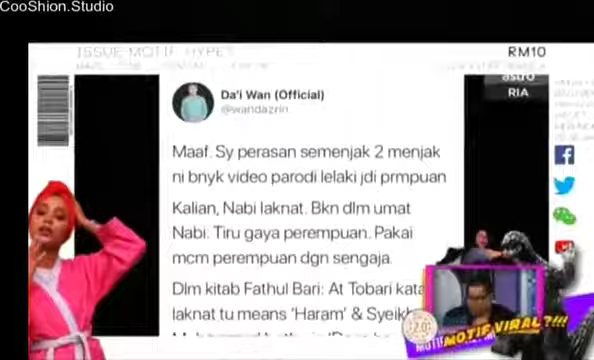 CooShion.Studio
ISSUE MOTIF HYPE
RM10
astro
RIA
Da'i Wan (Official)
@wandazrin
Maaf. Sy perasan semenjak 2 menjak
ni bnyk video parodi lelaki jdi prmpuan
Kalian, Nabi laknat. Bkn dlm umat
Nabi. Tiru gaya perempuan. Pakai
mcm perempuan dgn sengaja.
Dlm kitab Fathul Bari: At Tobari kata
laknat tu means 'Haram' & Syeikh
MOTIF VIRAL?!!!